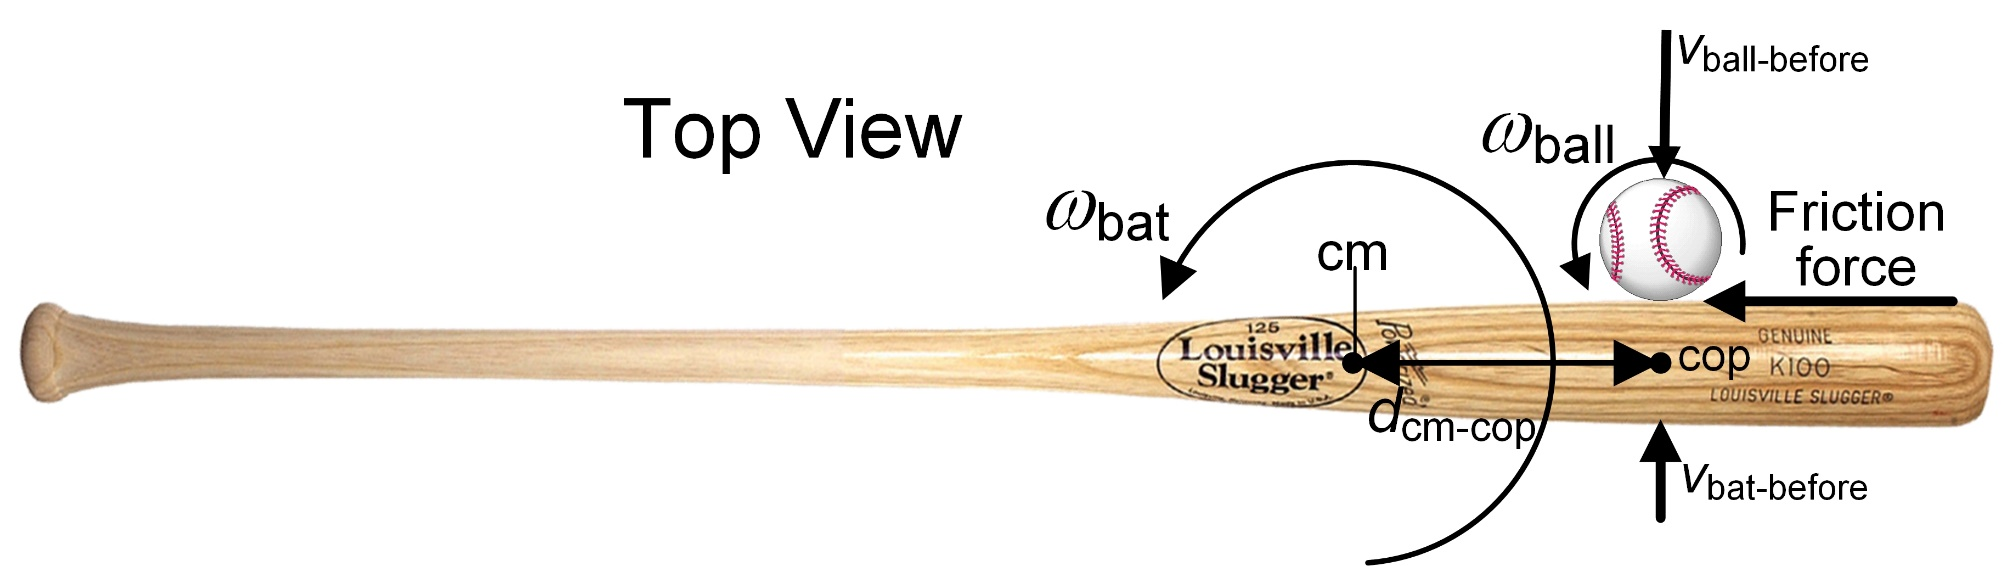 Top View
v ball-before
ω ball
ω bat
Friction
force
cm
125
Louisville
Slugger®
GENUINE
cop
K100
LOUISVILLE SLUGGER®
d cm-cop
v bat-before